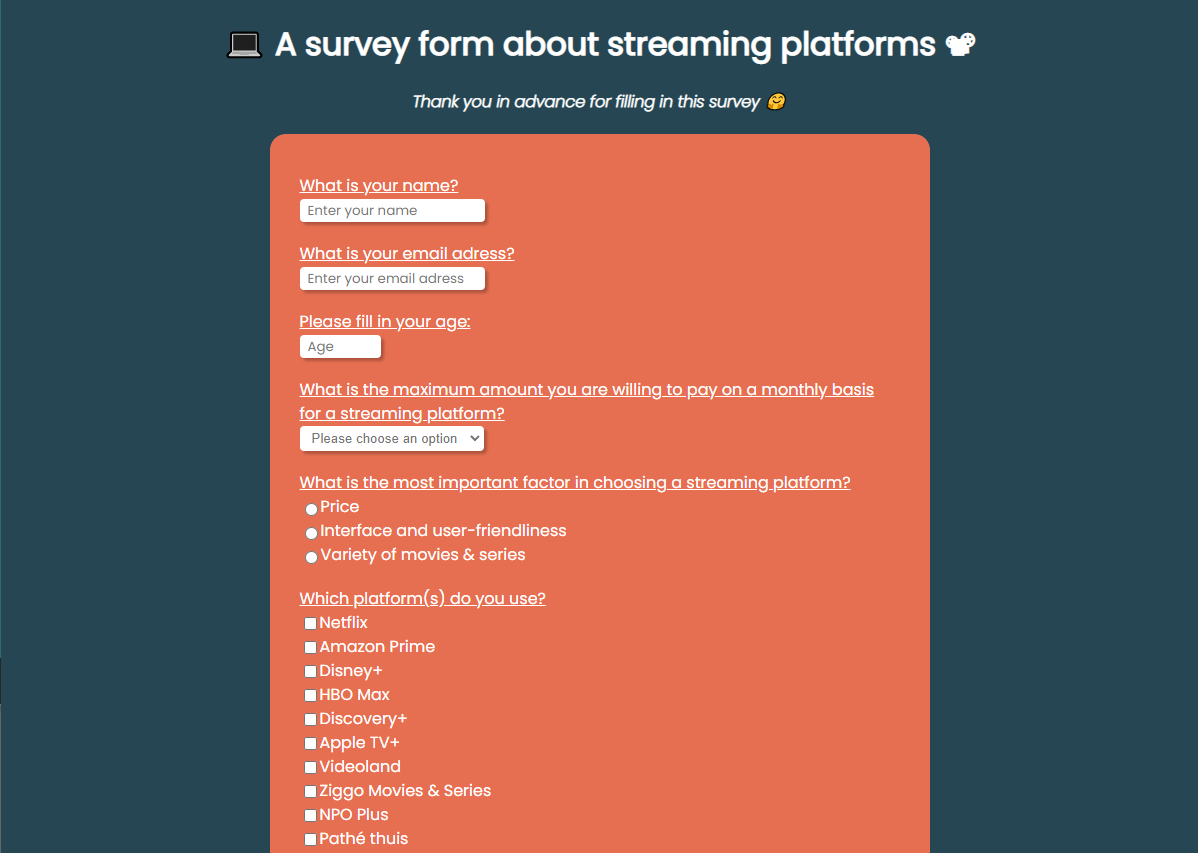 💻 A survey form about streaming platforms 📽
Thank you in advance for filling in this survey 🤗
What is your name?
Enter your name
What is your email adress?
Enter your email adress
Please fill in your age:
Age
What is the maximum amount you are willing to pay on a monthly basis
for a streaming platform?
Please choose an option
What is the most important factor in choosing a streaming platform?
Price
Interface and user-friendliness
Variety of movies & series
Which platform(s) do you use?
Netflix
Amazon Prime
Disney+
HBO Max
Discovery+
Apple TV+
Videoland
Ziggo Movies & Series
NPO Plus
Pathé thuis